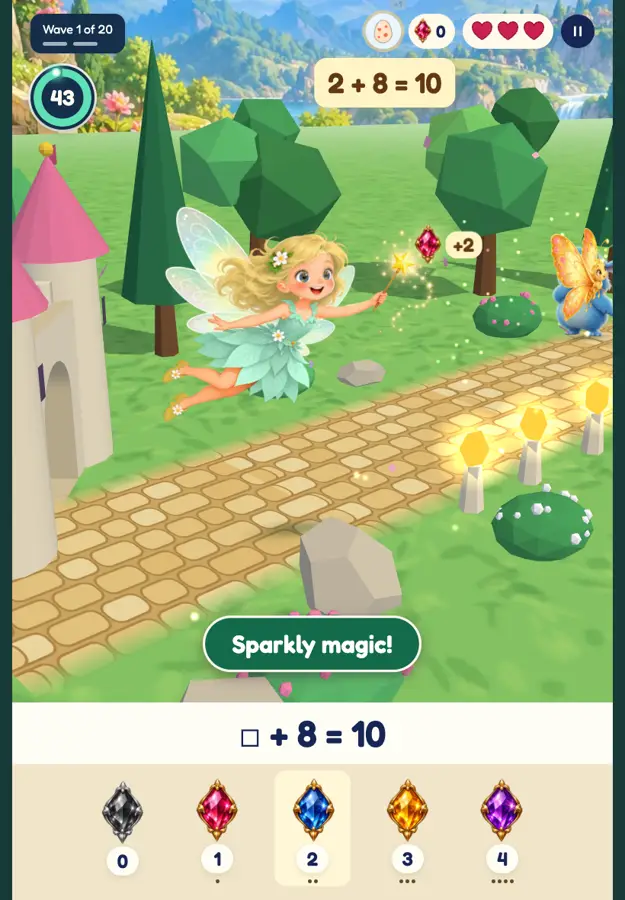 Wave 1 of 20
0
43
2 + 8 = 10
+2
Sparkly magic!
□ + 8 = 10
0
1
2
3
4